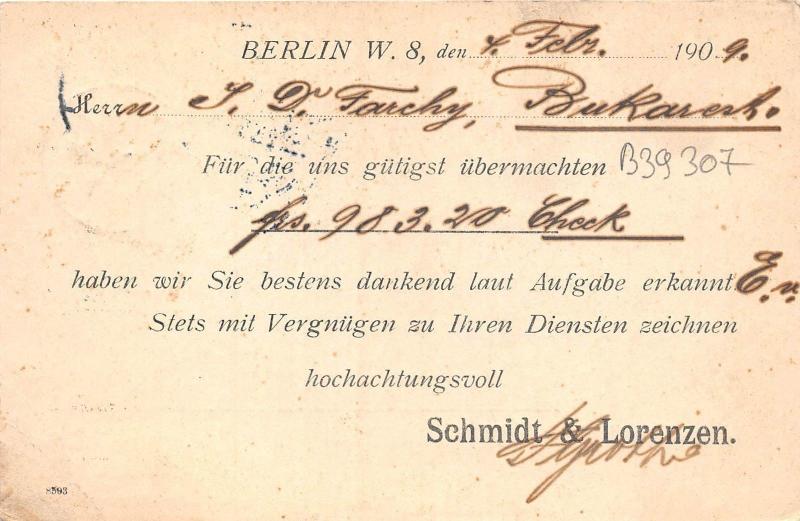 BERLIN W. 8, den 4. Febr. 1909.
Herrn J. D. Farchy, Bukarest.
Für die uns gütigst übermachten B39307
frs. 983.20 Check
haben wir Sie bestens dankend laut Aufgabe erkannt E. v.
Stets mit Vergnügen zu Ihren Diensten zeichnen
hochachtungsvoll
Schmidt & Lorenzen.
8593